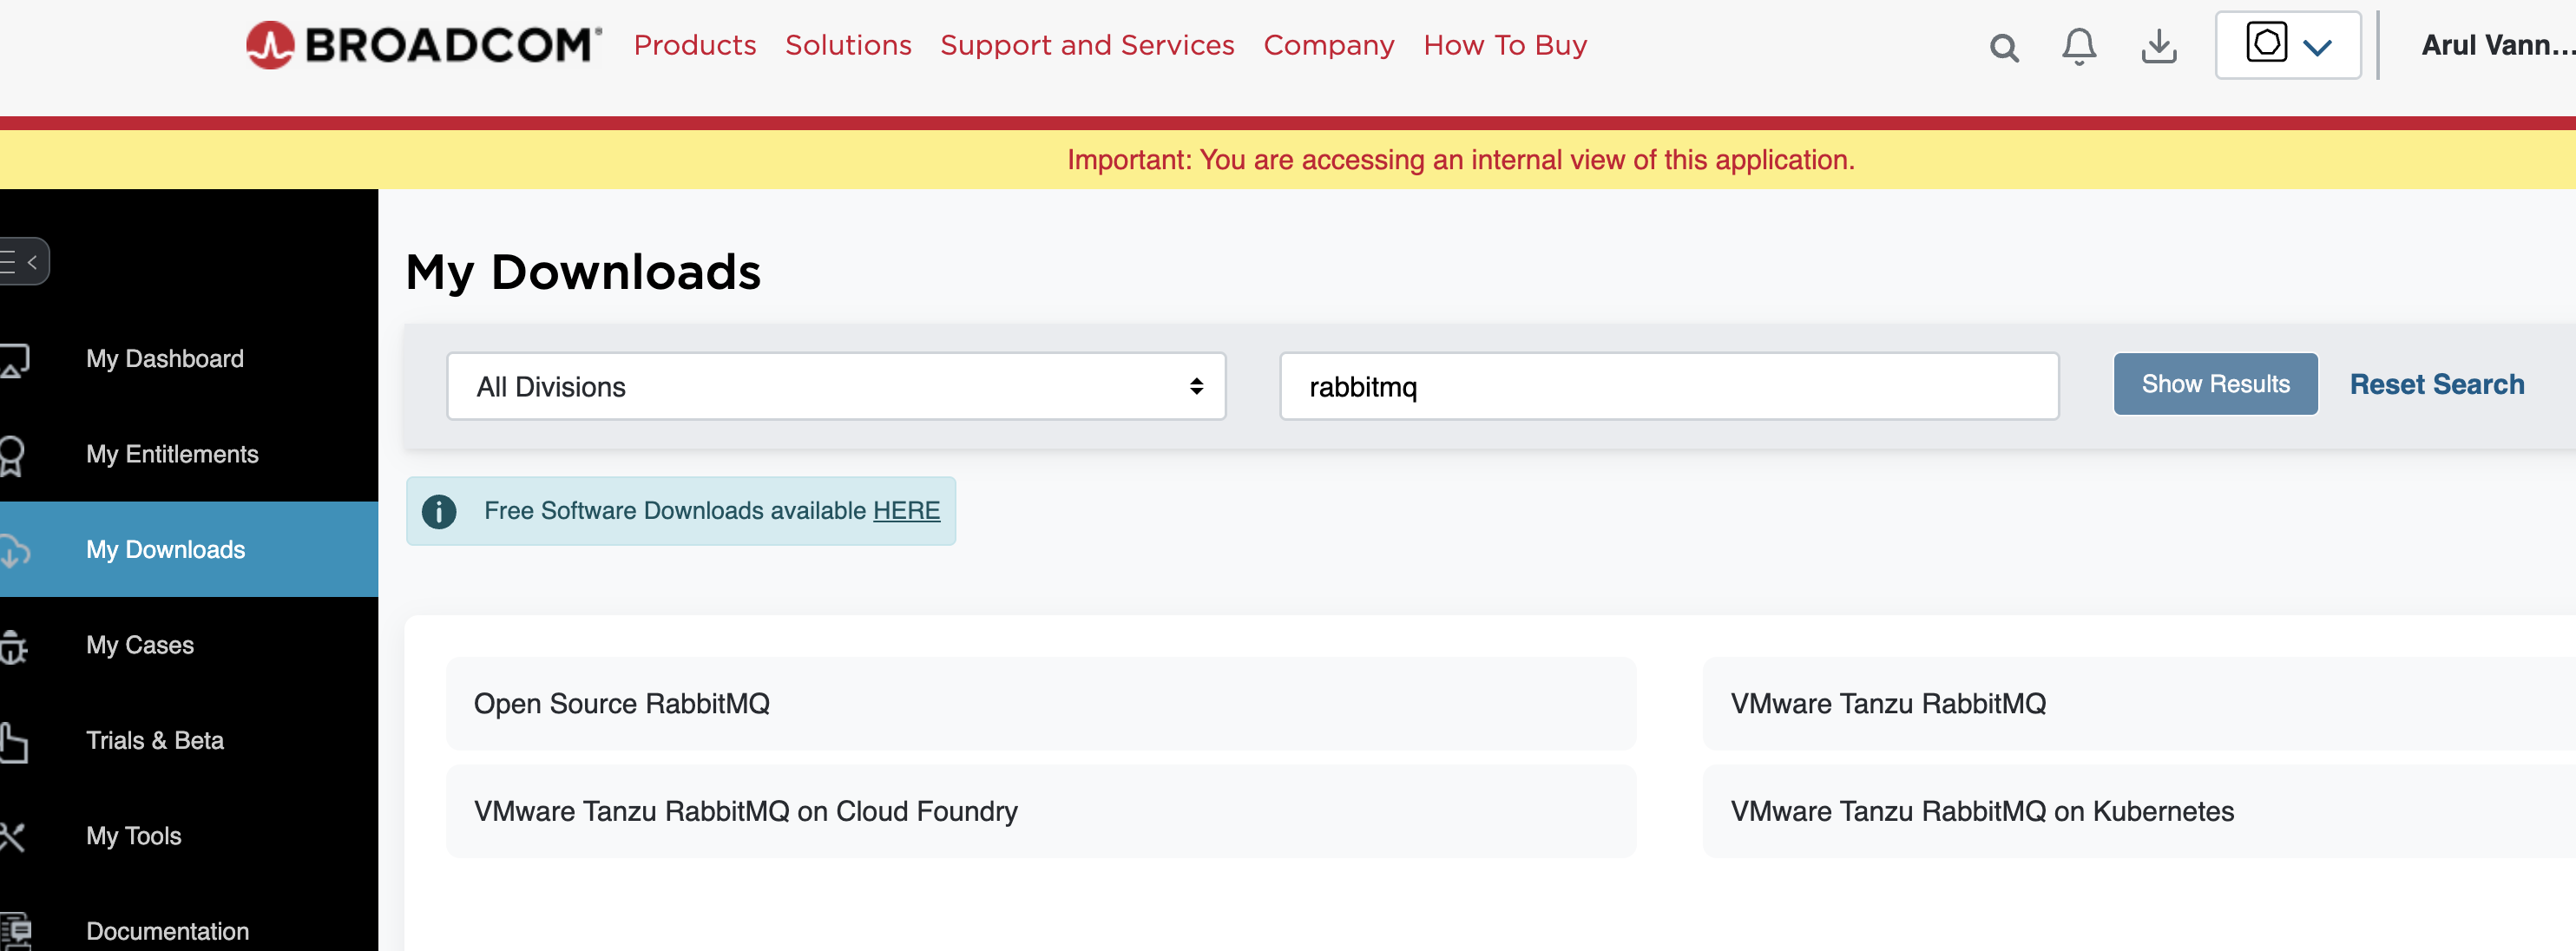 BROADCOM® Products Solutions Support and Services Company How To Buy Arul Vann...
Important: You are accessing an internal view of this application.
My Downloads
My Dashboard
My Entitlements
My Downloads
My Cases
Trials & Beta
My Tools
Documentation
All Divisions rabbitmq Show Results Reset Search
Free Software Downloads available HERE
Open Source RabbitMQ
VMware Tanzu RabbitMQ
VMware Tanzu RabbitMQ on Cloud Foundry
VMware Tanzu RabbitMQ on Kubernetes